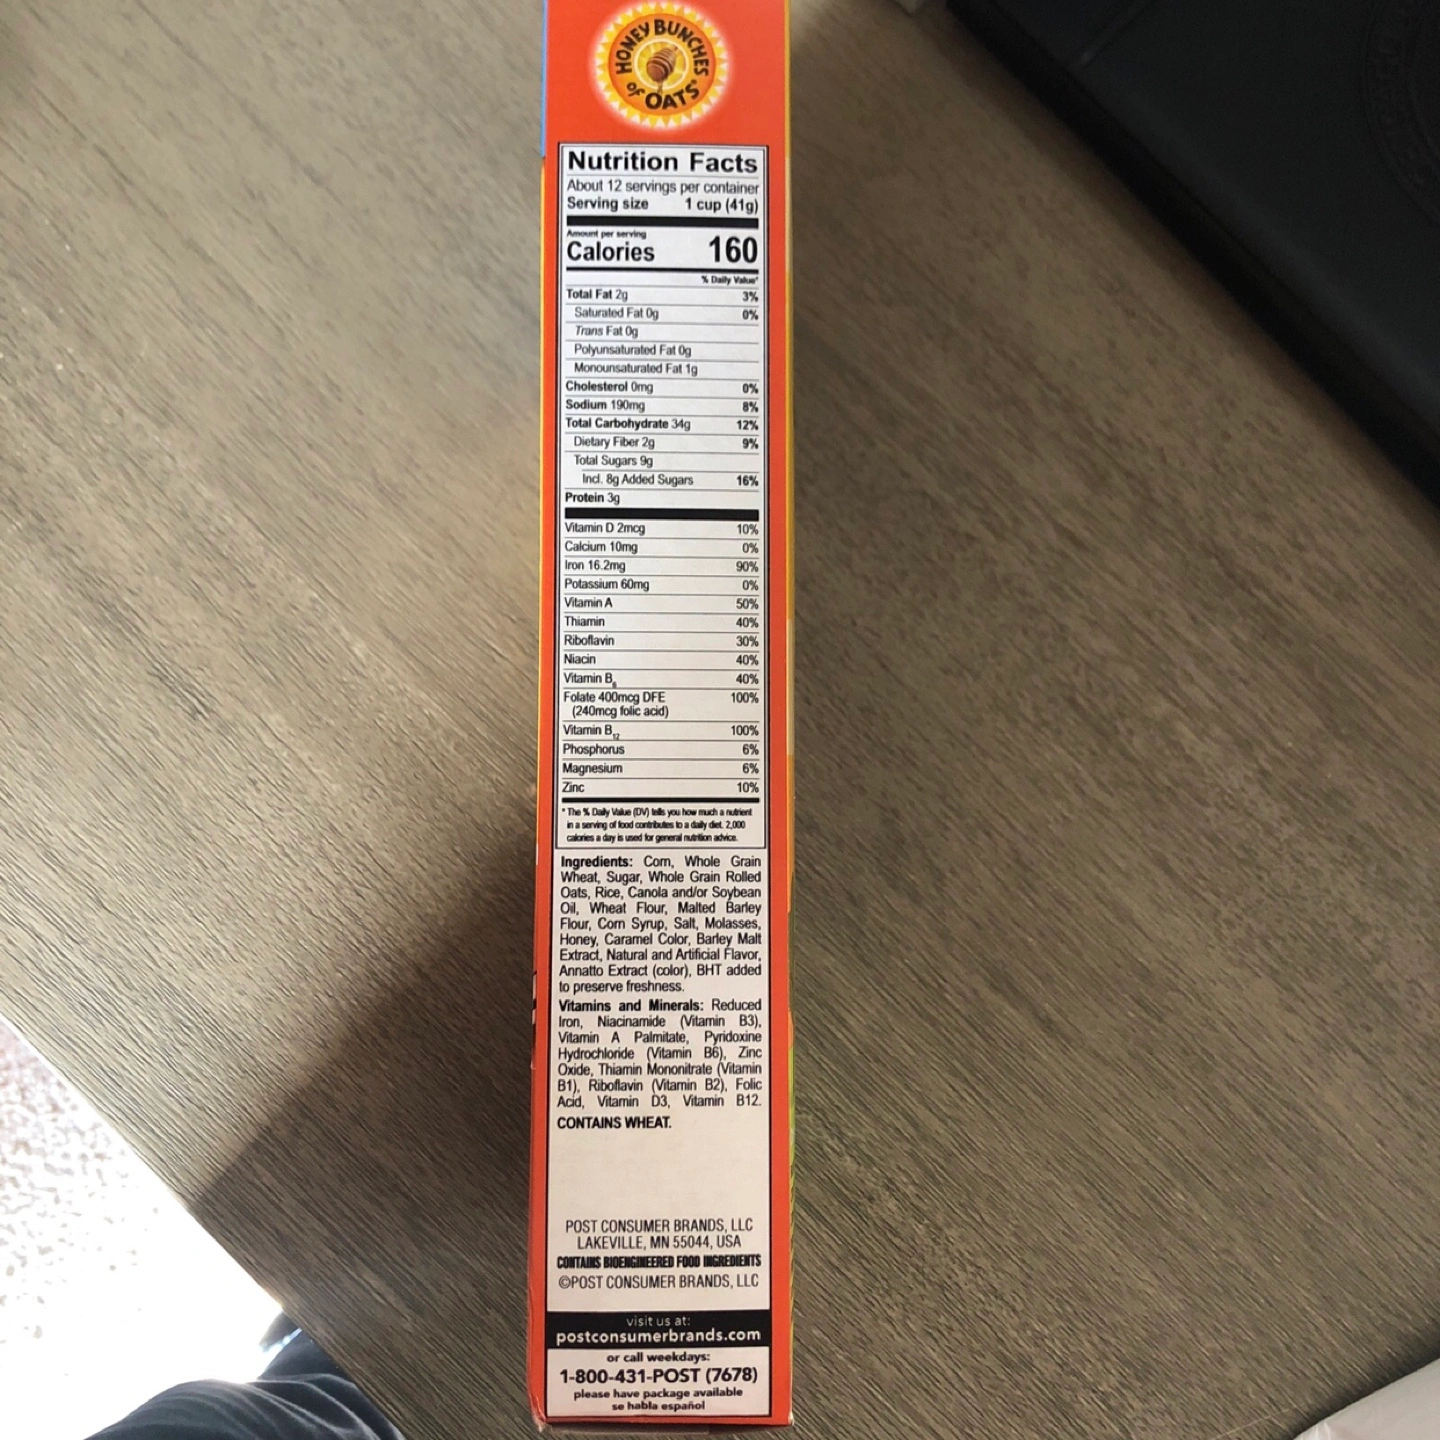 HONEY BUNCHES
of OATS®
Nutrition Facts
About 12 servings per container
Serving size 1 cup (41g)
Amount per serving
Calories 160
% Daily Value*
Total Fat 2g 3%
Saturated Fat 0g 0%
Trans Fat 0g
Polyunsaturated Fat 0g
Monounsaturated Fat 1g
Cholesterol 0mg 0%
Sodium 190mg 8%
Total Carbohydrate 34g 12%
Dietary Fiber 2g 9%
Total Sugars 9g
Incl. 8g Added Sugars 16%
Protein 3g
Vitamin D 2mcg 10%
Calcium 10mg 0%
Iron 16.2mg 90%
Potassium 60mg 0%
Vitamin A 50%
Thiamin 40%
Riboflavin 30%
Niacin 40%
Vitamin B6 40%
Folate 400mcg DFE 100%
(240mcg folic acid)
Vitamin B12 100%
Phosphorus 6%
Magnesium 6%
Zinc 10%
* The % Daily Value (DV) tells you how much a nutrient
in a serving of food contributes to a daily diet. 2,000
calories a day is used for general nutrition advice.
Ingredients: Corn, Whole Grain
Wheat, Sugar, Whole Grain Rolled
Oats, Rice, Canola and/or Soybean
Oil, Wheat Flour, Malted Barley
Flour, Corn Syrup, Salt, Molasses,
Honey, Caramel Color, Barley Malt
Extract, Natural and Artificial Flavor,
Annatto Extract (color), BHT added
to preserve freshness.
Vitamins and Minerals: Reduced
Iron, Niacinamide (Vitamin B3),
Vitamin A Palmitate, Pyridoxine
Hydrochloride (Vitamin B6), Zinc
Oxide, Thiamin Mononitrate (Vitamin
B1), Riboflavin (Vitamin B2), Folic
Acid, Vitamin D3, Vitamin B12.
CONTAINS WHEAT.
POST CONSUMER BRANDS, LLC
LAKEVILLE, MN 55044, USA
CONTAINS BIOENGINEERED FOOD INGREDIENTS
©POST CONSUMER BRANDS, LLC
visit us at:
postconsumerbrands.com
or call weekdays:
1-800-431-POST (7678)
please have package available
se habla español